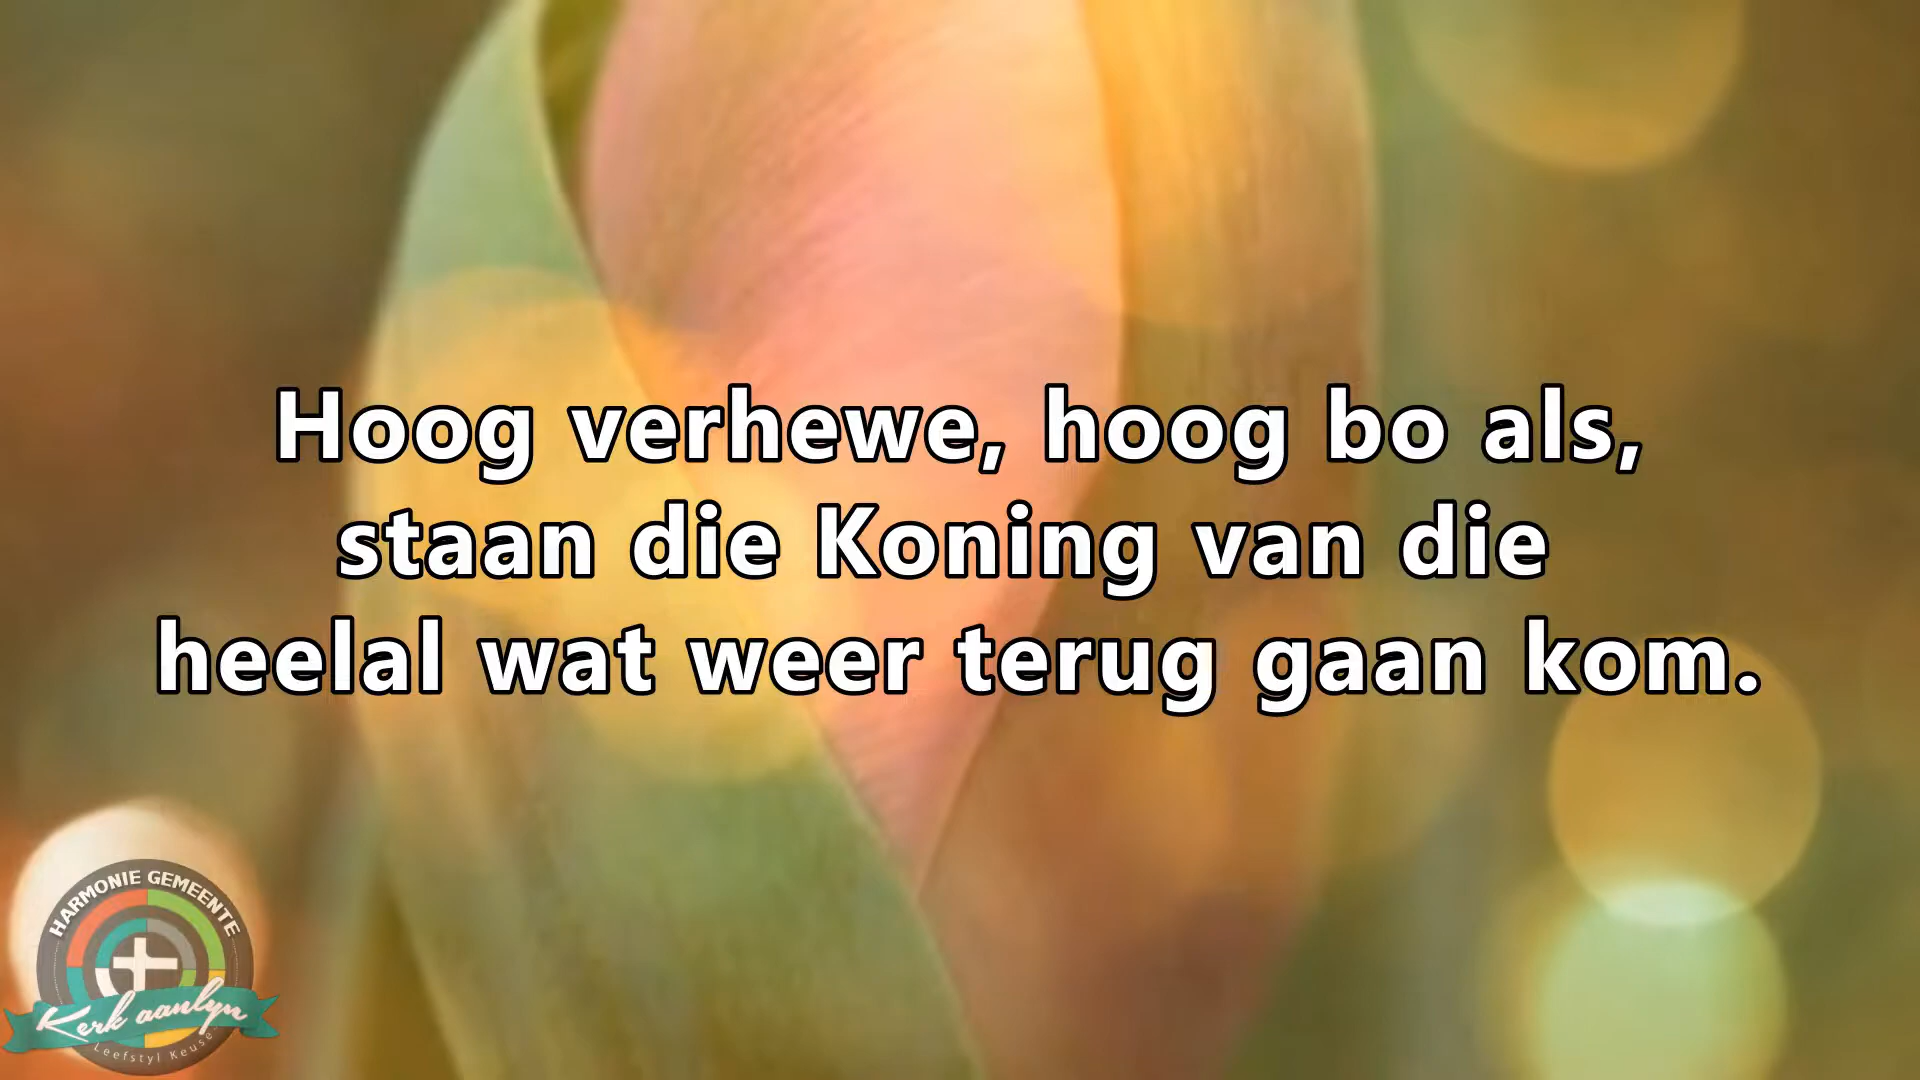 Hoog verhewe, hoog bo als,
staan die Koning van die
heelal wat weer terug gaan kom.
HARMONIE GEMEENTE
Kerk aanlyn
Leefstyl Keuse